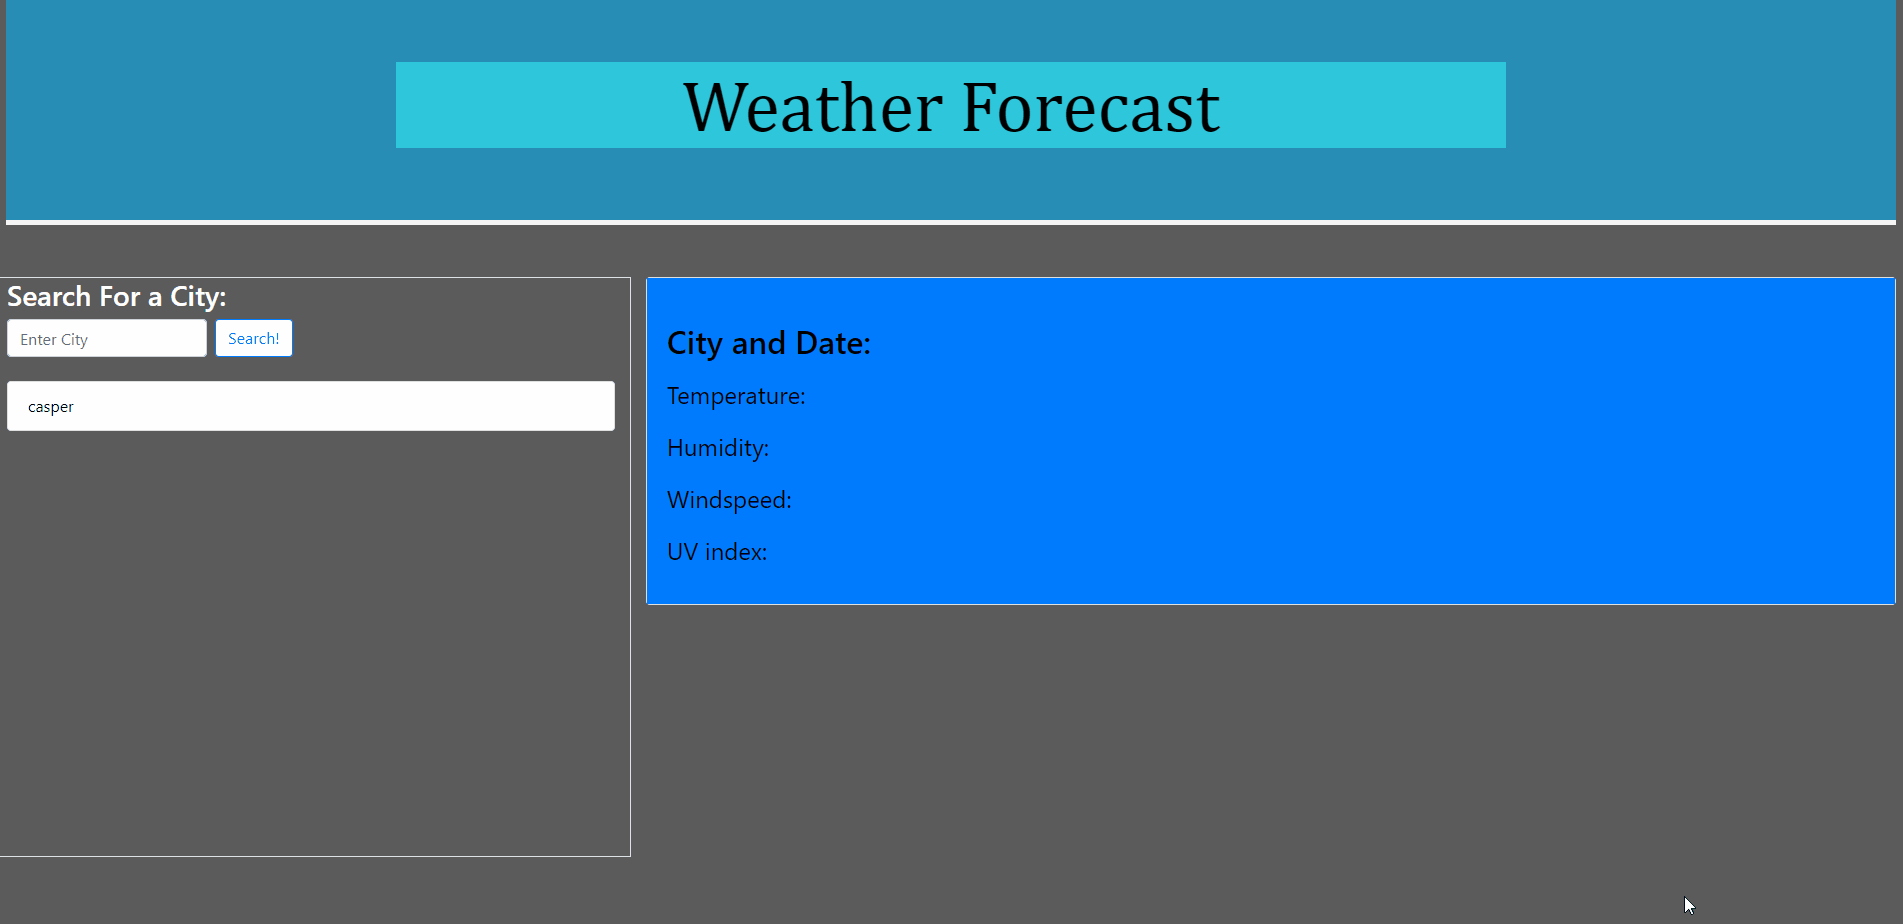 Weather Forecast
Search For a City:
Enter City
Search!
casper
City and Date:
Temperature:
Humidity:
Windspeed:
UV index: